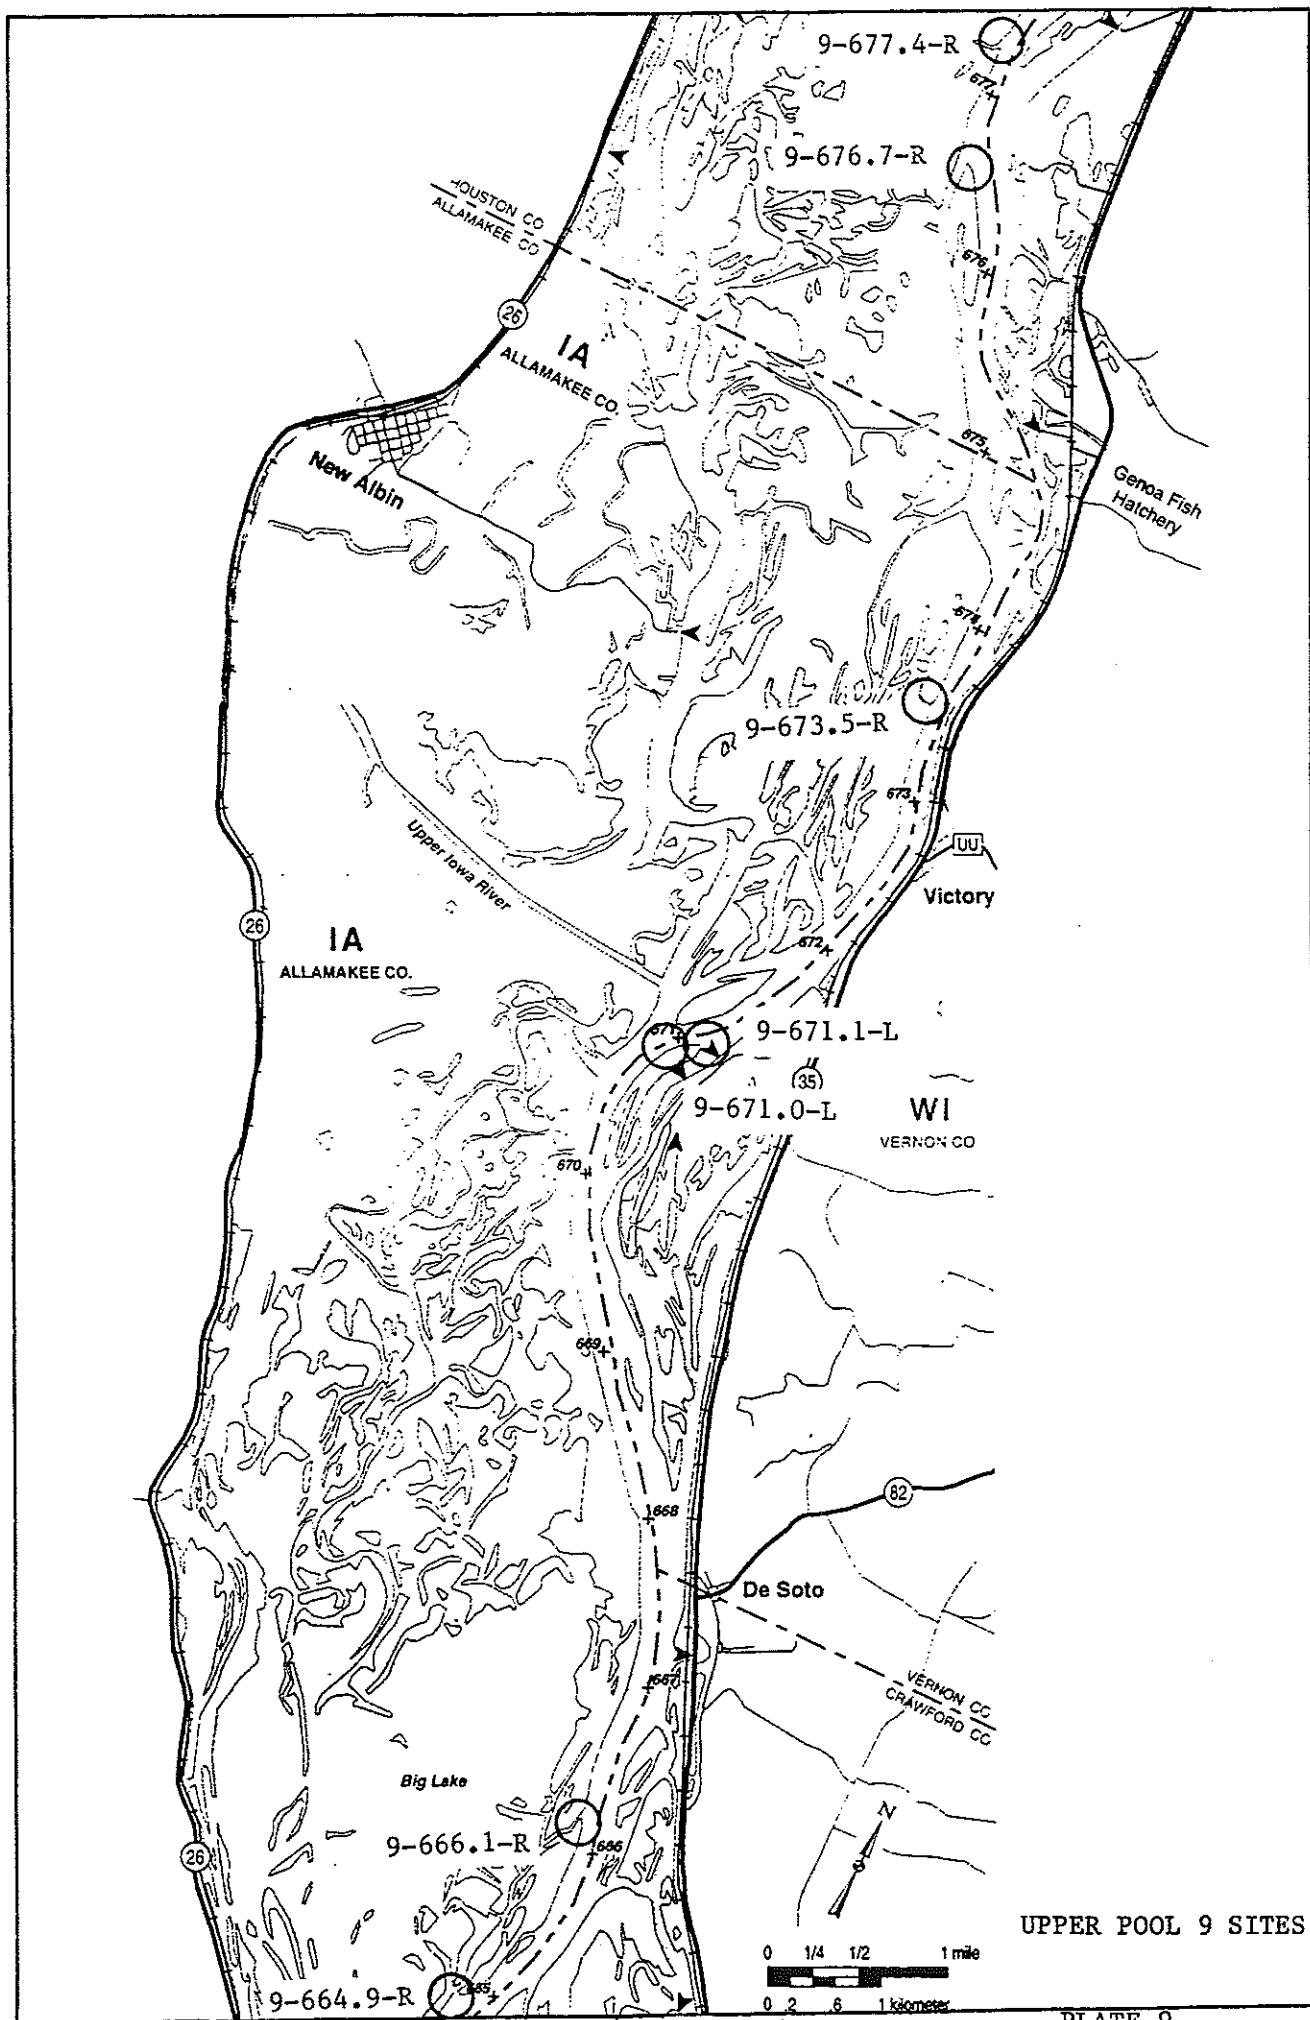 9-677.4-R
677
9-676.7-R
HOUSTON CO
ALLAMAKEE CO
676
26
IA
ALLAMAKEE CO.
675
New Albin
Genoa Fish
Hatchery
674
9-673.5-R
673
UU
Upper Iowa River
Victory
26
IA
ALLAMAKEE CO.
672
671
9-671.1-L
35
9-671.0-L
WI
VERNON CO
670
669
82
668
De Soto
667
VERNON CO
CRAWFORD CO
Big Lake
N
9-666.1-R
666
26
UPPER POOL 9 SITES
0 1/4 1/2 1 mile
9-664.9-R
665
0 .2 .6 1 kilometer